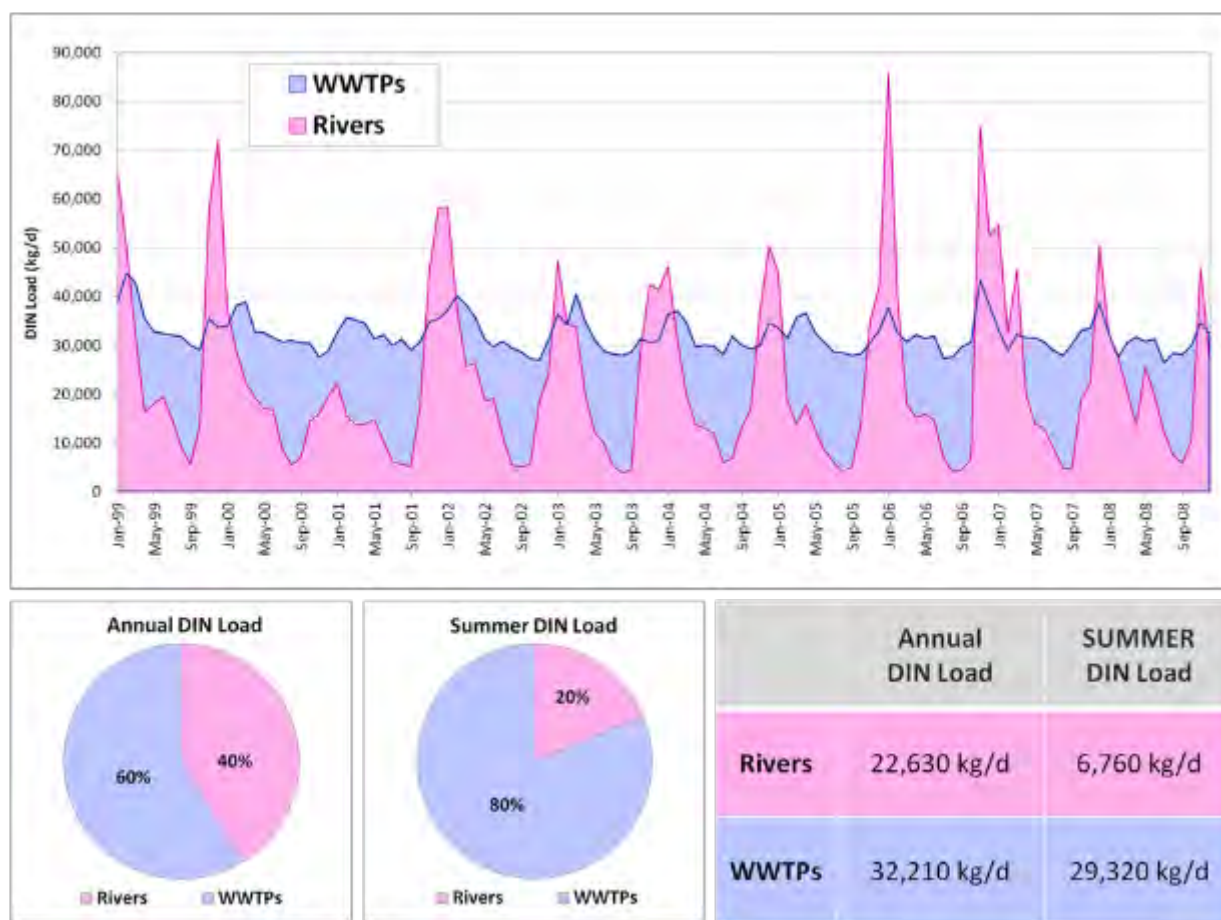 90,000
80,000
70,000
60,000
50,000
40,000
30,000
20,000
10,000
0
DIN Load (kg/d)
WWTPs
Rivers
Jan-99
May-99
Sep-99
Jan-00
May-00
Sep-00
Jan-01
May-01
Sep-01
Jan-02
May-02
Sep-02
Jan-03
May-03
Sep-03
Jan-04
May-04
Sep-04
Jan-05
May-05
Sep-05
Jan-06
May-06
Sep-06
Jan-07
May-07
Sep-07
Jan-08
May-08
Sep-08
Annual DIN Load
60%
40%
Rivers WWTPs
Summer DIN Load
20%
80%
Rivers WWTPs
Annual SUMMER
DIN Load DIN Load
Rivers 22,630 kg/d 6,760 kg/d
WWTPs 32,210 kg/d 29,320 kg/d